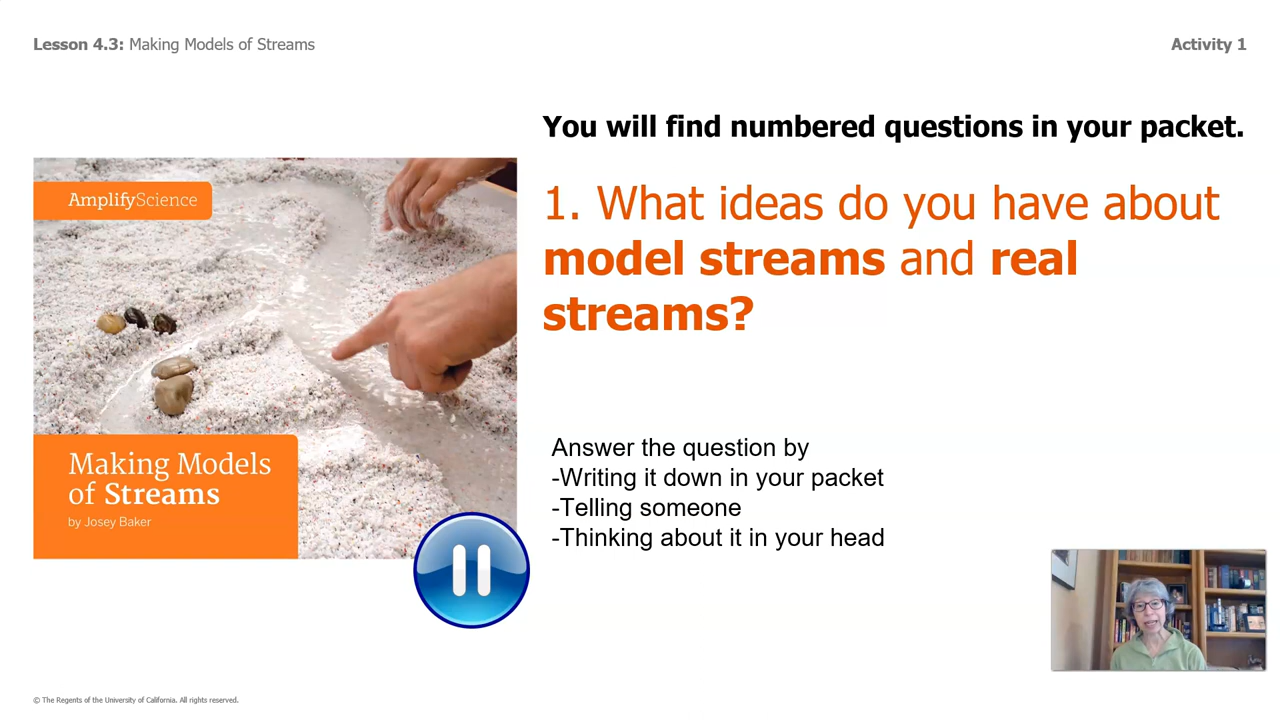 Lesson 4.3: Making Models of Streams
Activity 1
You will find numbered questions in your packet.
1. What ideas do you have about
model streams and real
streams?
AmplifyScience
Making Models
of Streams
by Josey Baker
Answer the question by
-Writing it down in your packet
-Telling someone
-Thinking about it in your head
© The Regents of the University of California. All rights reserved.